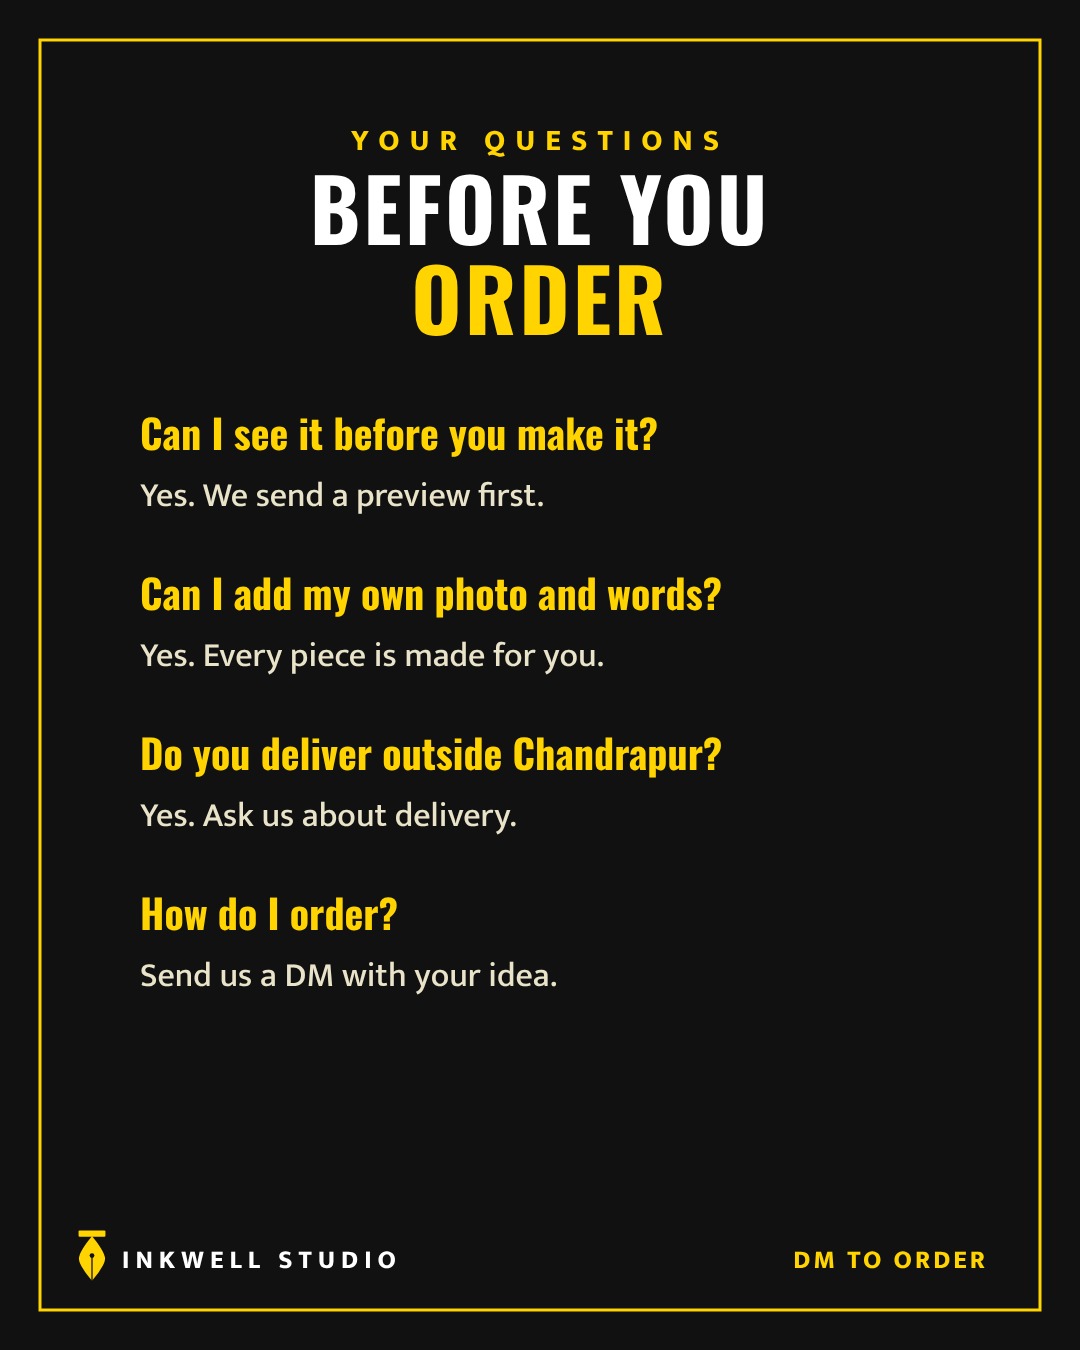 YOUR QUESTIONS
BEFORE YOU
ORDER
Can I see it before you make it?
Yes. We send a preview first.
Can I add my own photo and words?
Yes. Every piece is made for you.
Do you deliver outside Chandrapur?
Yes. Ask us about delivery.
How do I order?
Send us a DM with your idea.
INKWELL STUDIO
DM TO ORDER